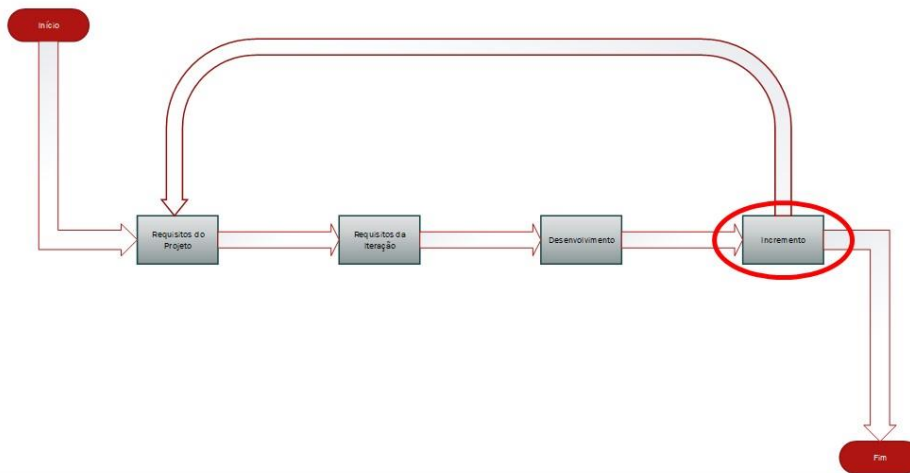 Início
Requisitos do
Projeto
Requisitos da
Iteração
Desenvolvimento
Incremento
Fim